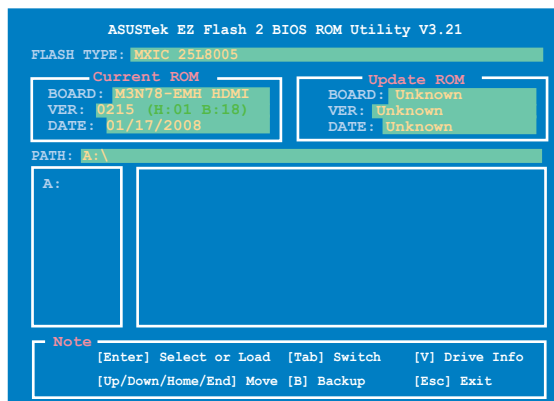 ASUSTek EZ Flash 2 BIOS ROM Utility V3.21
FLASH TYPE: MXIC 25L8005
Current ROM
BOARD: M3N78-EMH HDMI
VER: 0215 (H:01 B:18)
DATE: 01/17/2008
Update ROM
BOARD: Unknown
VER: Unknown
DATE: Unknown
PATH: A:\
A:
Note
[Enter] Select or Load [Tab] Switch [V] Drive Info
[Up/Down/Home/End] Move [B] Backup [Esc] Exit